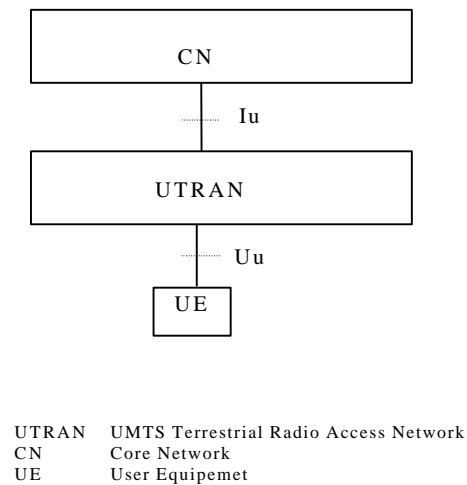 CN
Iu
UTRAN
Uu
UE
UTRAN UMTS Terrestrial Radio Access Network
CN Core Network
UE User Equipemet